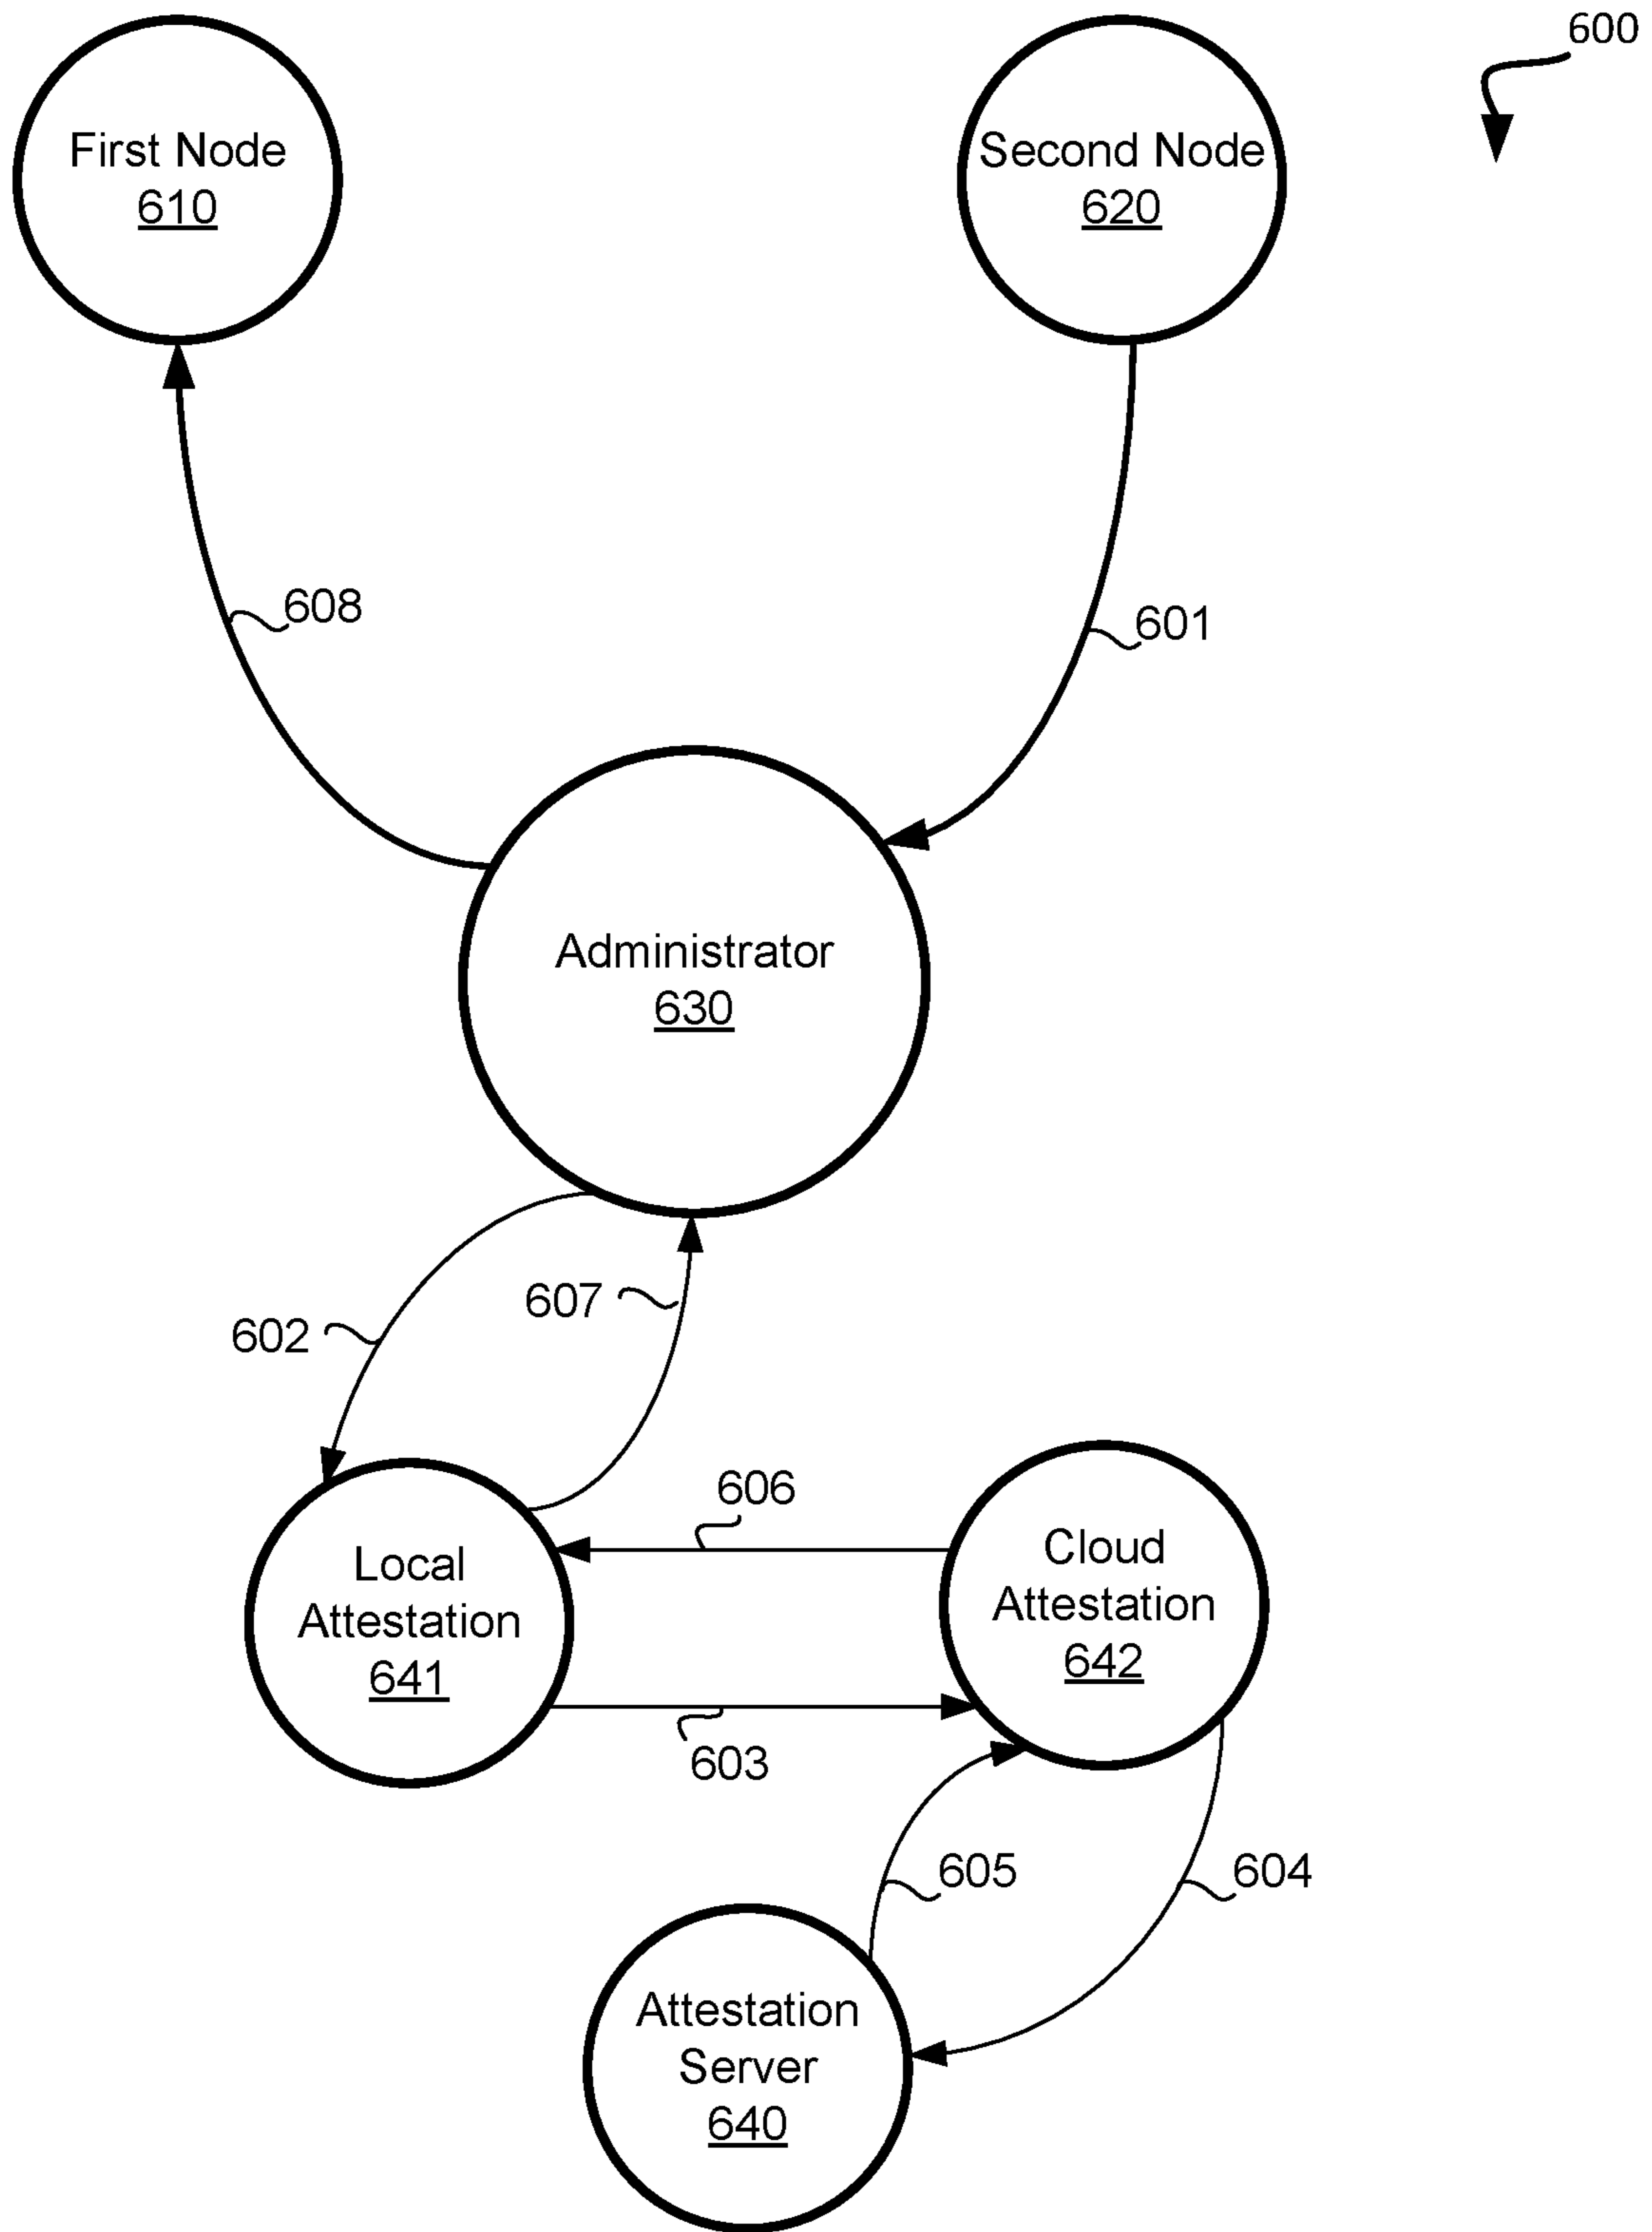 600
First Node
610
Second Node
620
608
601
Administrator
630
607
602
606
Local
Attestation
641
Cloud
Attestation
642
603
605
604
Attestation
Server
640